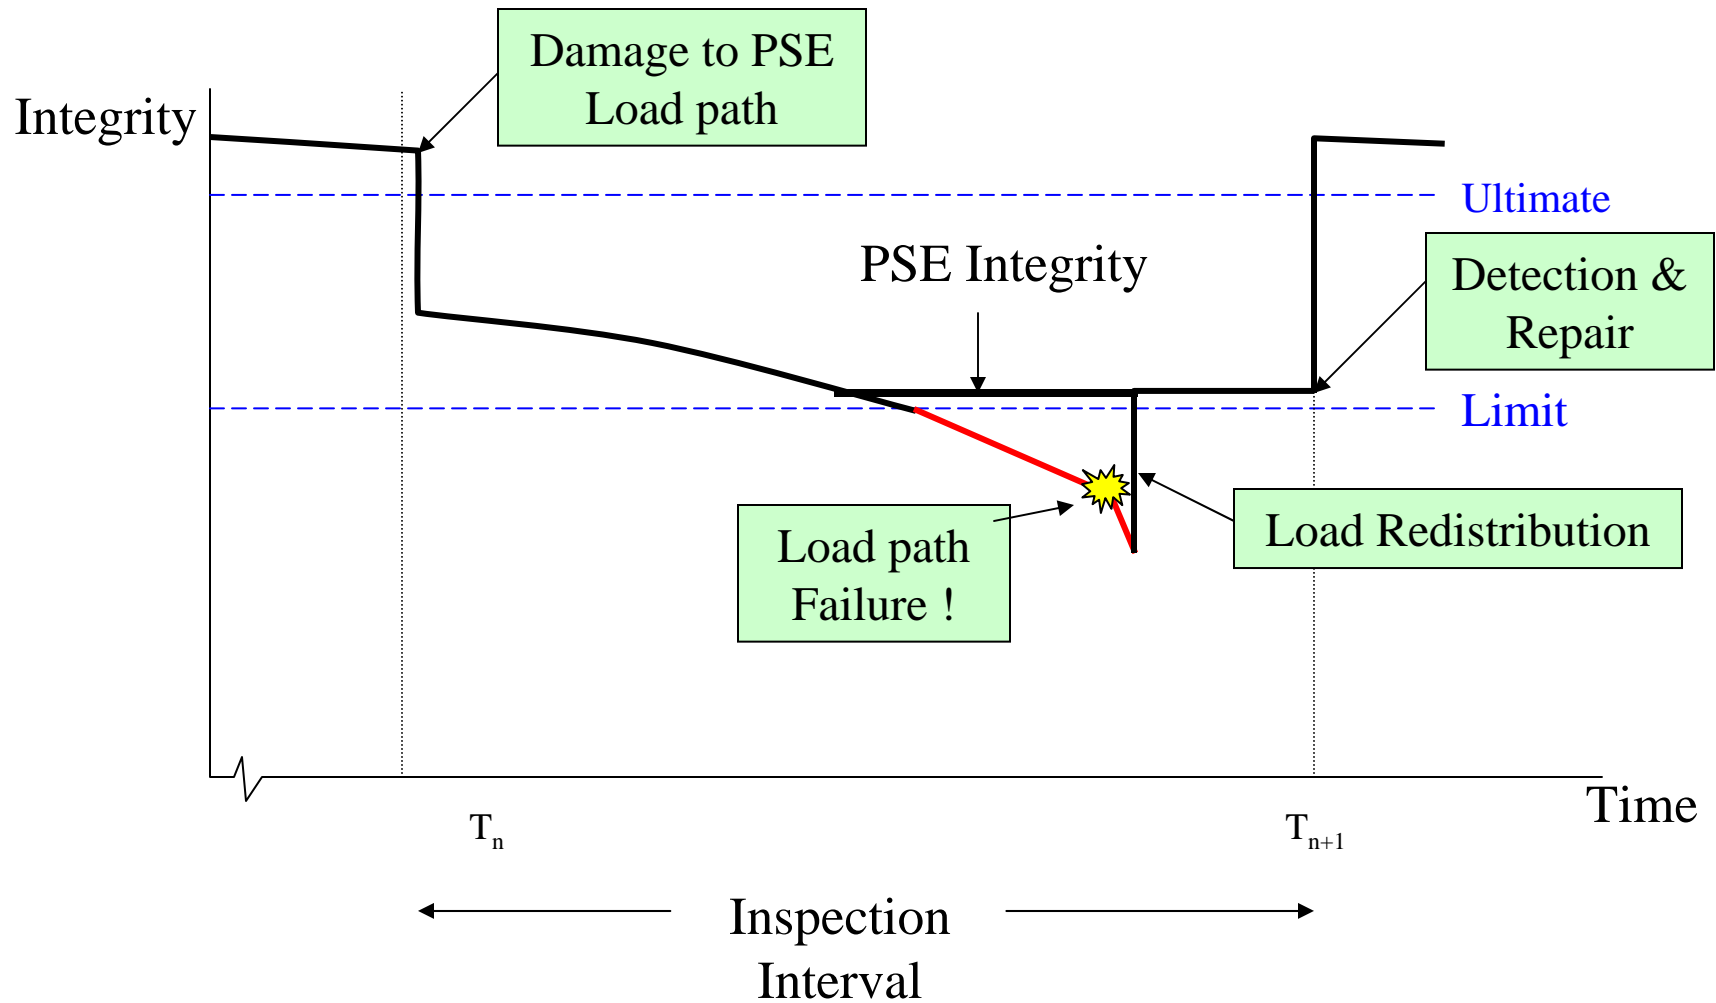 Damage to PSE
Load path
Integrity
Ultimate
PSE Integrity
Detection &
Repair
Limit
Load Redistribution
Load path
Failure !
Time
Tn
Tn+1
Inspection
Interval